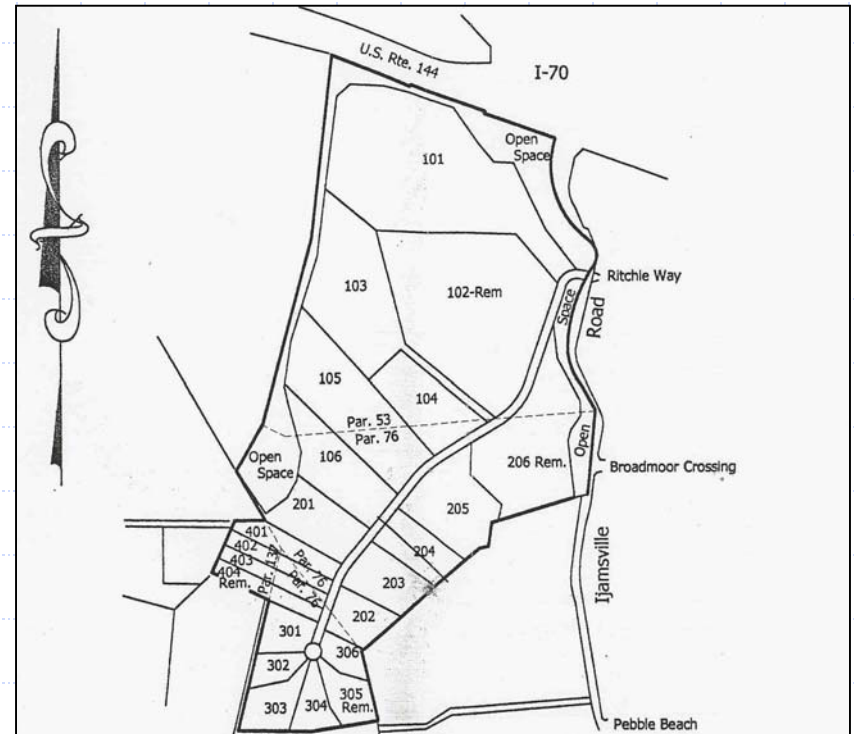 U.S. Rte. 144
I-70
Open
Space
101
Ritchie Way
103
102-Rem
Space
Road
105
104
Par. 53
Par. 76
106
Open
Space
206 Rem.
Open
Broadmoor Crossing
201
205
401
402
403
404
Rem.
Par. 137
Par. 76
Par. 76
204
203
202
Ijamsville
301
306
302
303
304
305
Rem.
Pebble Beach